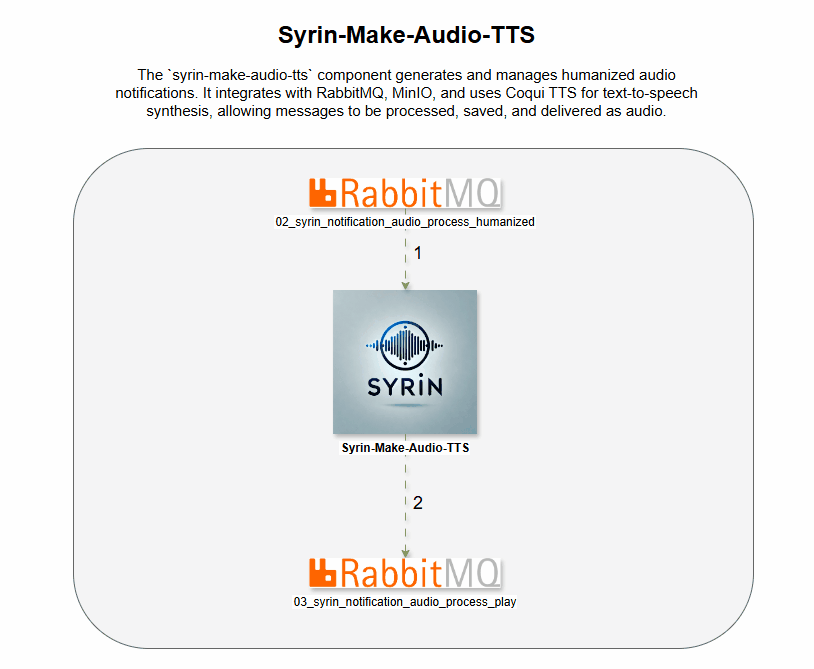 Syrin-Make-Audio-TTS
The `syrin-make-audio-tts` component generates and manages humanized audio
notifications. It integrates with RabbitMQ, MinIO, and uses Coqui TTS for text-to-speech
synthesis, allowing messages to be processed, saved, and delivered as audio.
RabbitMQ
02_syrin_notification_audio_process_humanized
1
SYRIN
Syrin-Make-Audio-TTS
2
RabbitMQ
03_syrin_notification_audio_process_play